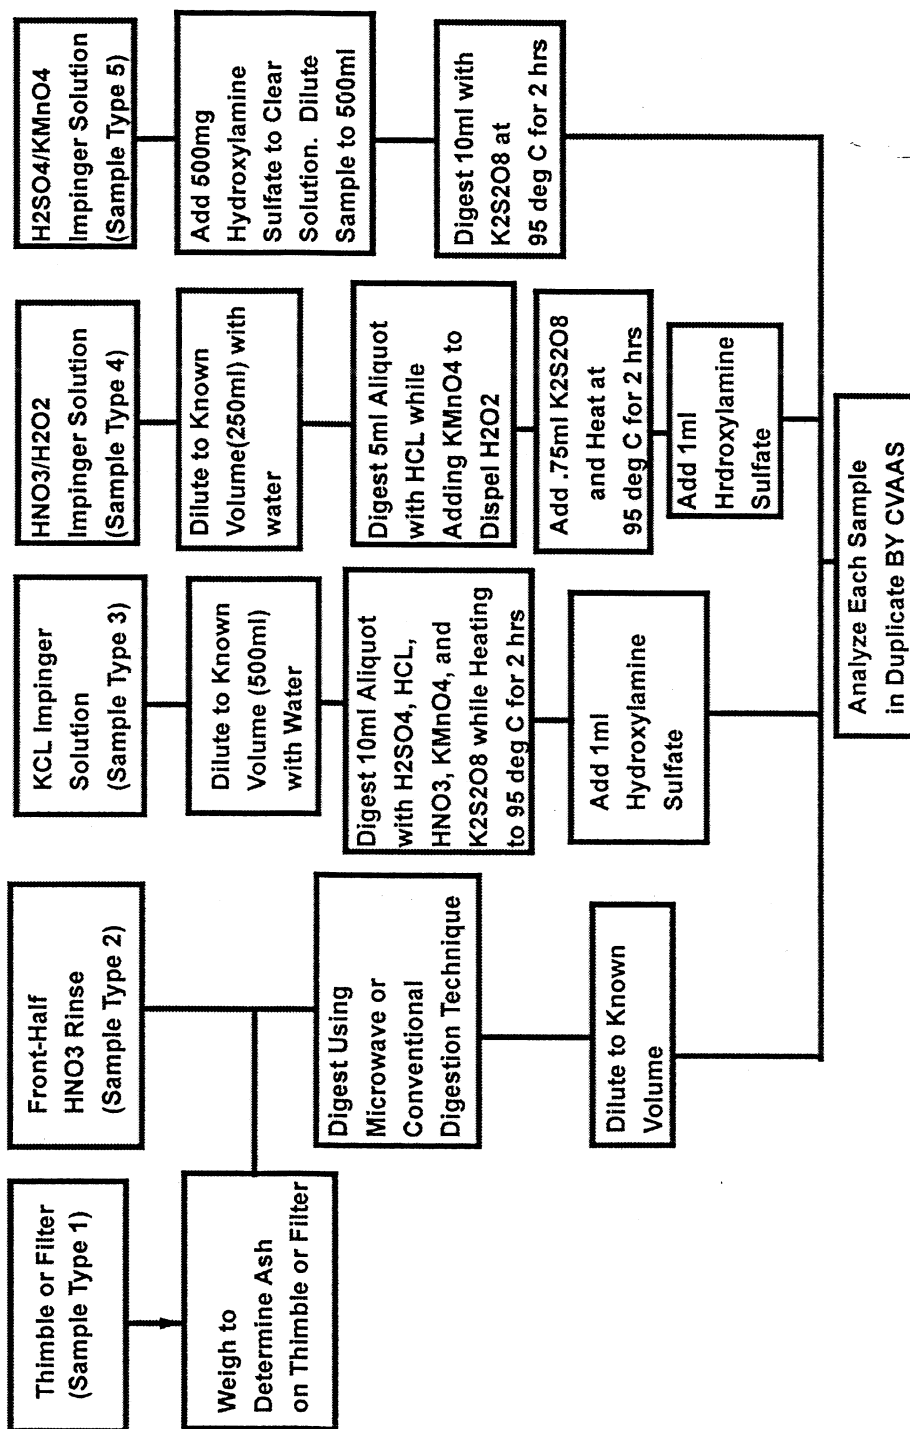 Thimble or Filter
(Sample Type 1)
Weigh to
Determine Ash
on Thimble or Filter
Front-Half
HNO3 Rinse
(Sample Type 2)
Digest Using
Microwave or
Conventional
Digestion Technique
Dilute to Known
Volume
KCL Impinger
Solution
(Sample Type 3)
Dilute to Known
Volume (500ml)
with Water
Digest 10ml Aliquot
with H2SO4, HCL,
HNO3, KMnO4, and
K2S2O8 while Heating
to 95 deg C for 2 hrs
Add 1ml
Hydroxylamine
Sulfate
HNO3/H2O2
Impinger Solution
(Sample Type 4)
Dilute to Known
Volume(250ml) with
water
Digest 5ml Aliquot
with HCL while
Adding KMnO4 to
Dispel H2O2
Add .75ml K2S2O8
and Heat at
95 deg C for 2 hrs
Add 1ml
Hrdroxylamine
Sulfate
H2SO4/KMnO4
Impinger Solution
(Sample Type 5)
Add 500mg
Hydroxylamine
Sulfate to Clear
Solution. Dilute
Sample to 500ml
Digest 10ml with
K2S2O8 at
95 deg C for 2 hrs
Analyze Each Sample
in Duplicate BY CVAAS